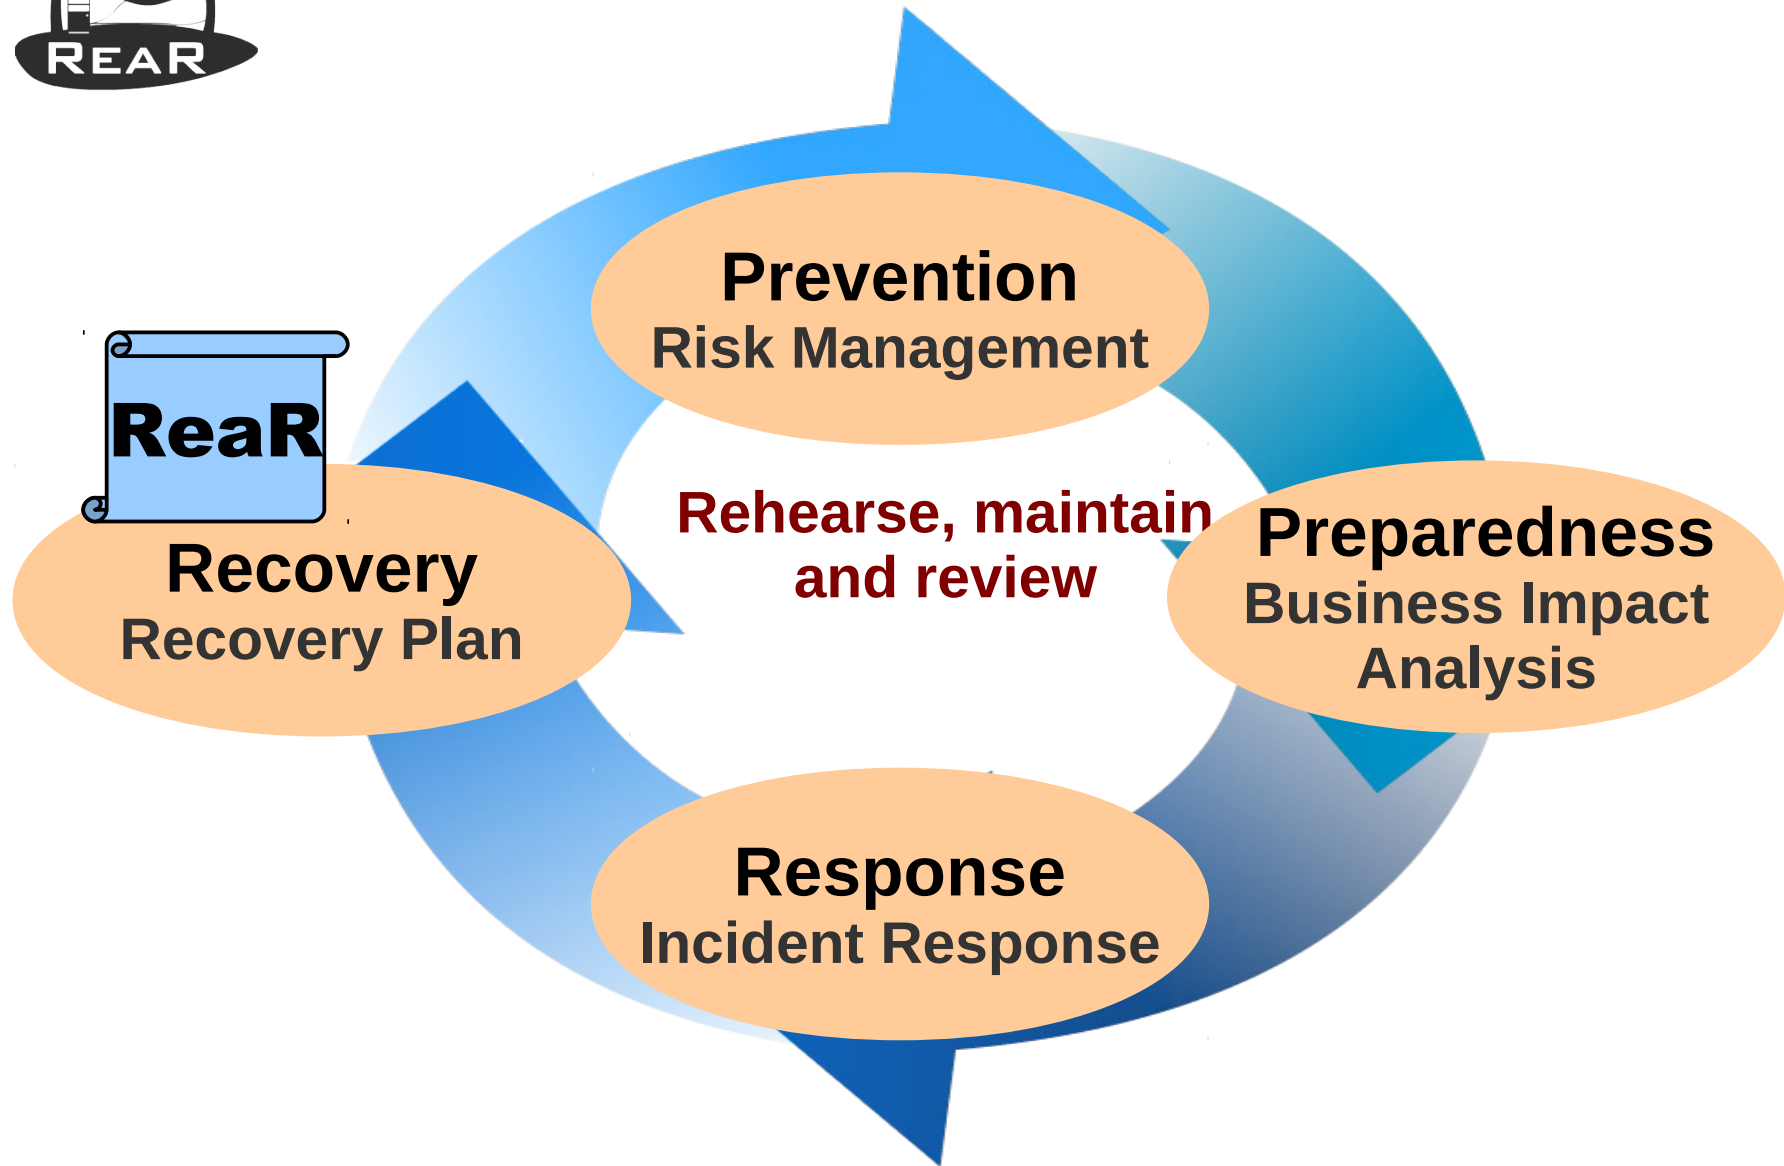 REAR
Prevention
Risk Management
ReaR
Rehearse, maintain
and review
Preparedness
Business Impact
Analysis
Recovery
Recovery Plan
Response
Incident Response